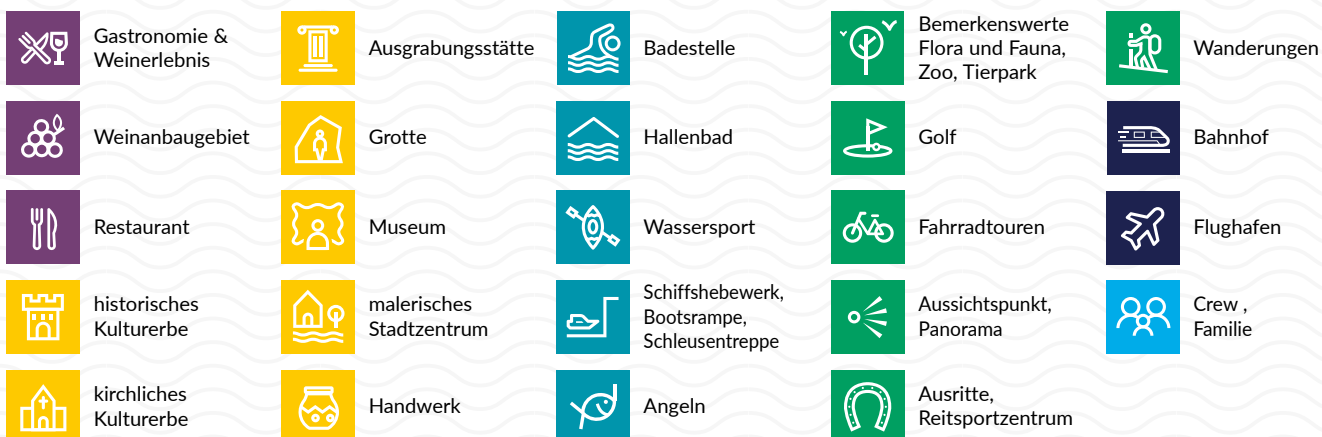 Gastronomie &
Weinerlebnis
Weinanbaugebiet
Restaurant
historisches
Kulturerbe
kirchliches
Kulturerbe
Ausgrabungsstätte
Grotte
Museum
malerisches
Stadtzentrum
Handwerk
Badestelle
Hallenbad
Wassersport
Schiffshebewerk,
Bootsrampe,
Schleusentreppe
Angeln
Bemerkenswerte
Flora und Fauna,
Zoo, Tierpark
Golf
Fahrradtouren
Aussichtspunkt,
Panorama
Ausritte,
Reitsportzentrum
Wanderungen
Bahnhof
Flughafen
Crew ,
Familie